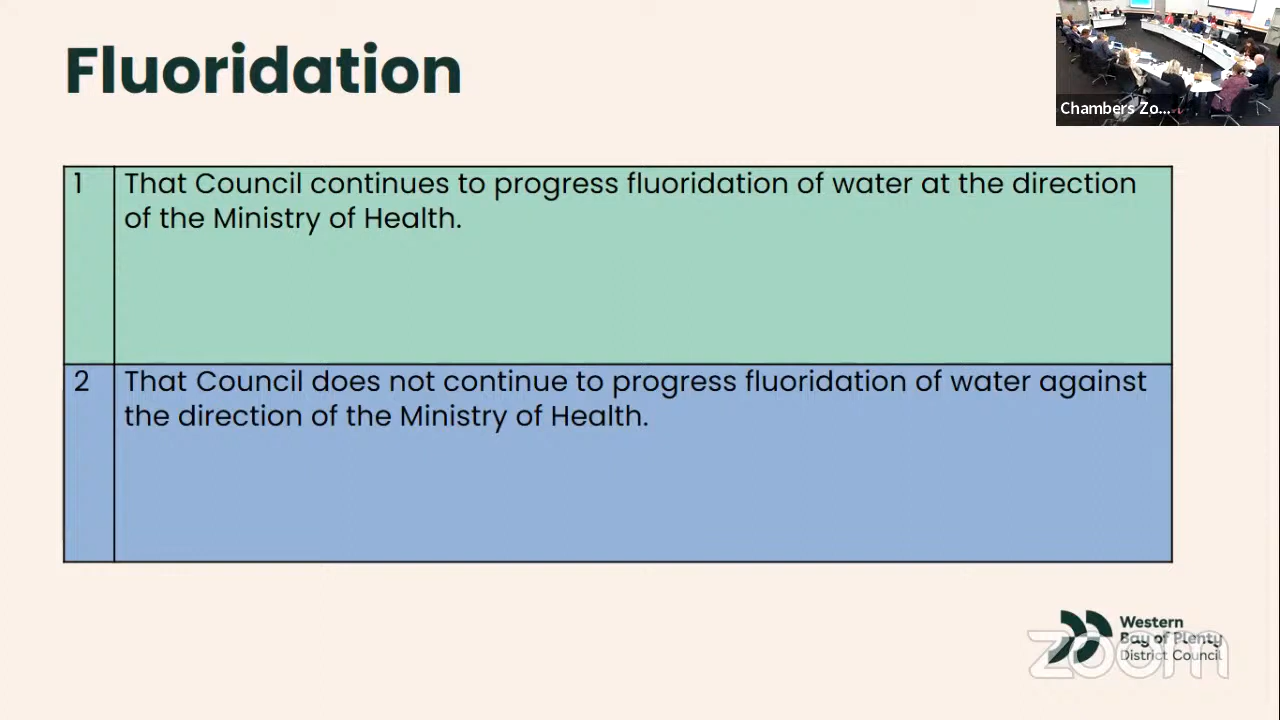 Fluoridation
Chambers Zo...
1
That Council continues to progress fluoridation of water at the direction
of the Ministry of Health.
2
That Council does not continue to progress fluoridation of water against
the direction of the Ministry of Health.
Western
Bay of Plenty
District Council
zoom